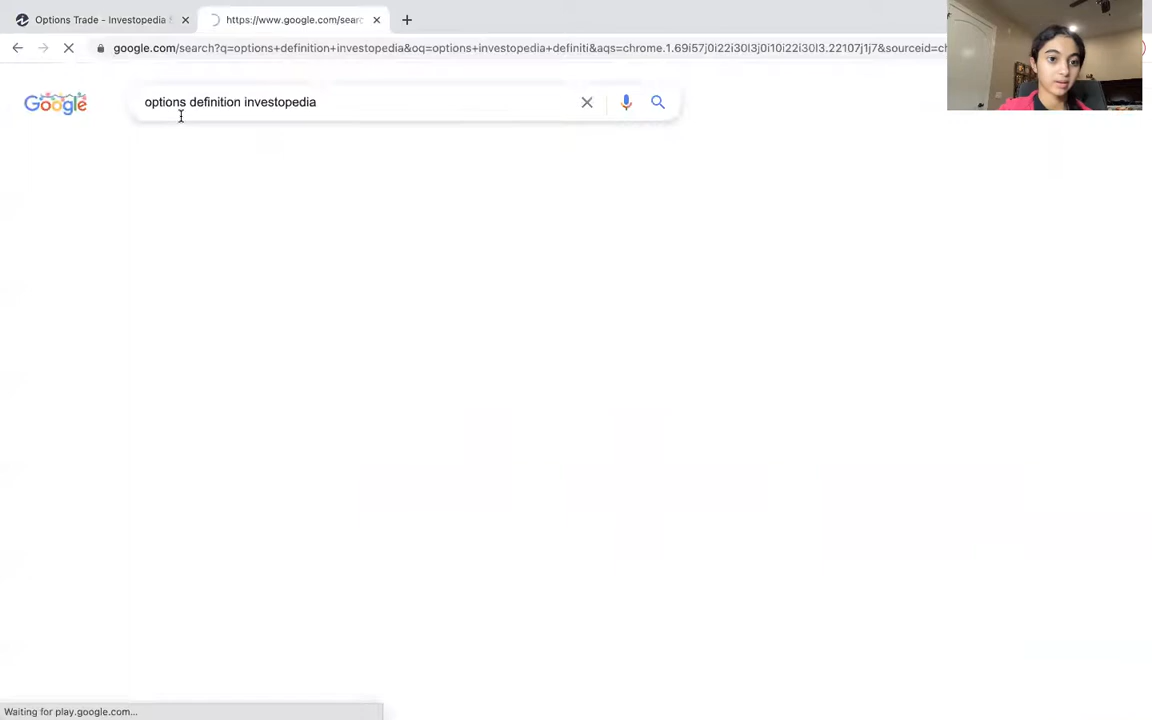 Options Trade - Investopedia S
https://www.google.com/searc
google.com/search?q=options+definition+investopedia&oq=options+investopedia+definiti&aqs=chrome.1.69i57j0i22i30l3j0i10i22i30l3.22107j1j7&sourceid=ch
Google
options definition investopedia
Waiting for play.google.com...